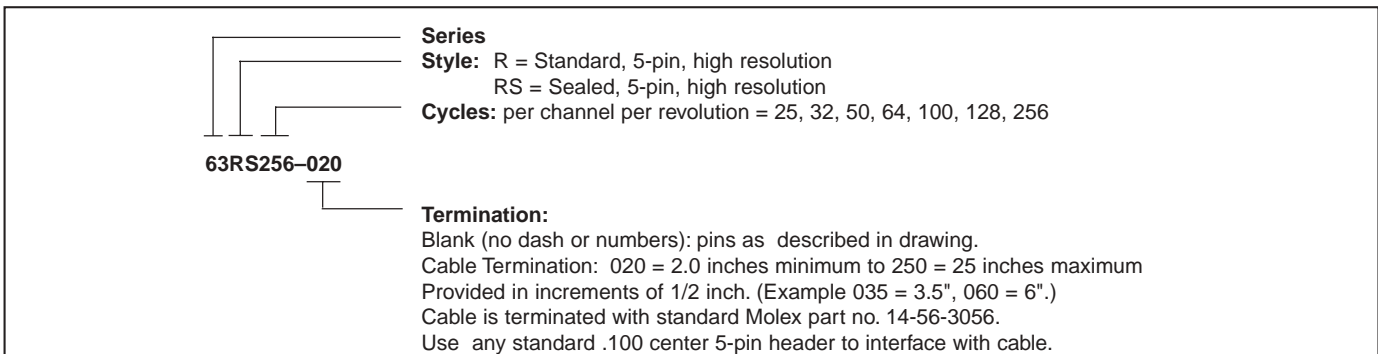 Series
Style: R = Standard, 5-pin, high resolution
RS = Sealed, 5-pin, high resolution
Cycles: per channel per revolution = 25, 32, 50, 64, 100, 128, 256
63RS256–020
Termination:
Blank (no dash or numbers): pins as described in drawing.
Cable Termination: 020 = 2.0 inches minimum to 250 = 25 inches maximum
Provided in increments of 1/2 inch. (Example 035 = 3.5", 060 = 6".)
Cable is terminated with standard Molex part no. 14-56-3056.
Use any standard .100 center 5-pin header to interface with cable.